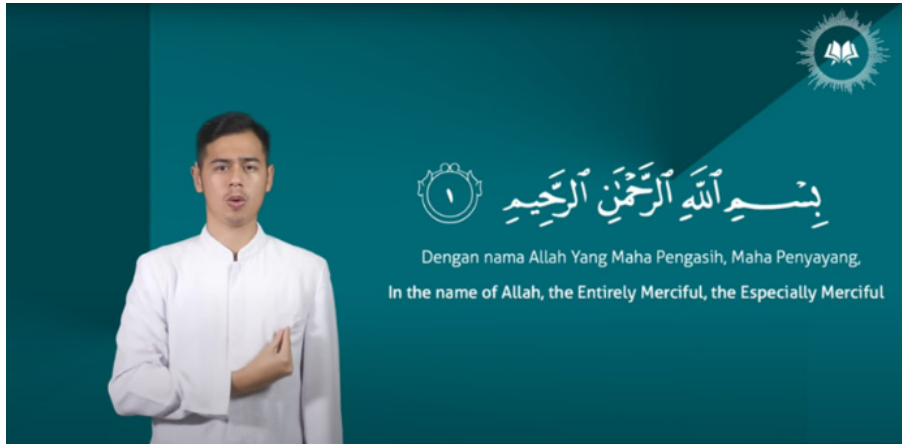 بِسْمِ ٱللَّهِ ٱلرَّحْمَٰنِ ٱلرَّحِيمِ ١
Dengan nama Allah Yang Maha Pengasih, Maha Penyayang,
In the name of Allah, the Entirely Merciful, the Especially Merciful